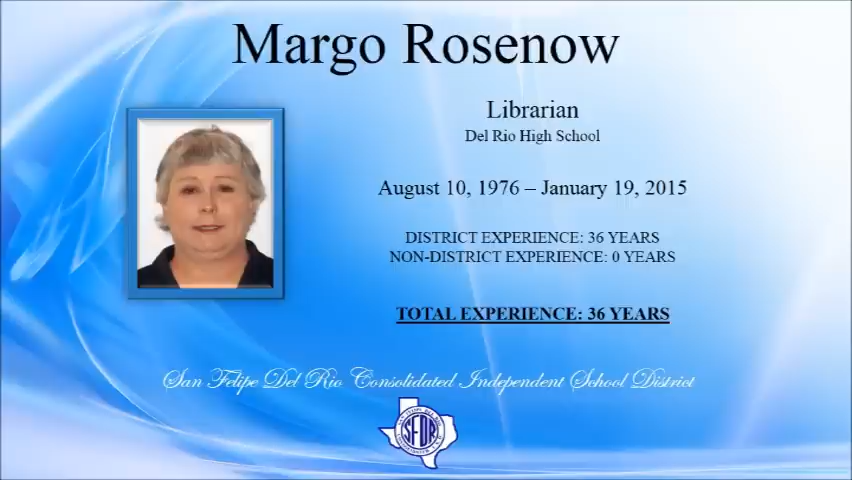 Margo Rosenow
Librarian
Del Rio High School
August 10, 1976 – January 19, 2015
DISTRICT EXPERIENCE: 36 YEARS
NON-DISTRICT EXPERIENCE: 0 YEARS
TOTAL EXPERIENCE: 36 YEARS
San Felipe Del Rio Consolidated Independent School District
SFDR